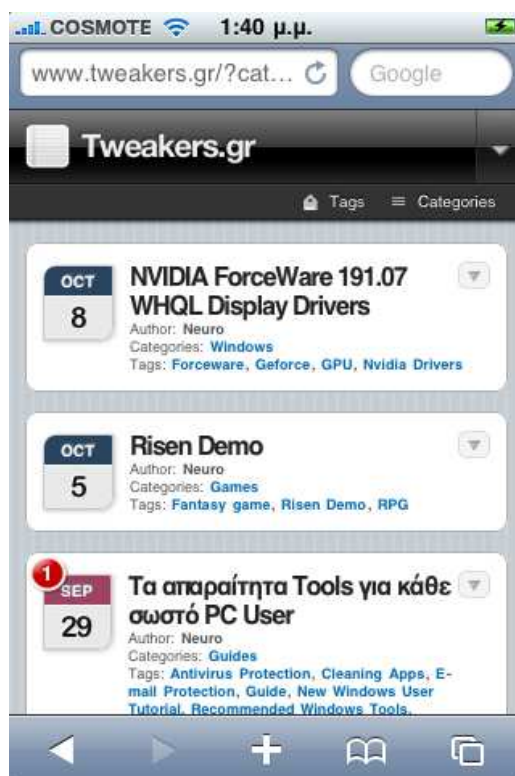 COSMOTE 1:40 μ.μ.
www.tweakers.gr/?cat... Google
Tweakers.gr
Tags Categories
OCT
8
NVIDIA ForceWare 191.07
WHQL Display Drivers
Author: Neuro
Categories: Windows
Tags: Forceware, Geforce, GPU, Nvidia Drivers
OCT
5
Risen Demo
Author: Neuro
Categories: Games
Tags: Fantasy game, Risen Demo, RPG
1
SEP
29
Τα απαραίτητα Tools για κάθε
σωστό PC User
Author: Neuro
Categories: Guides
Tags: Antivirus Protection, Cleaning Apps, E-
mail Protection, Guide, New Windows User
Tutorial, Recommended Windows Tools,